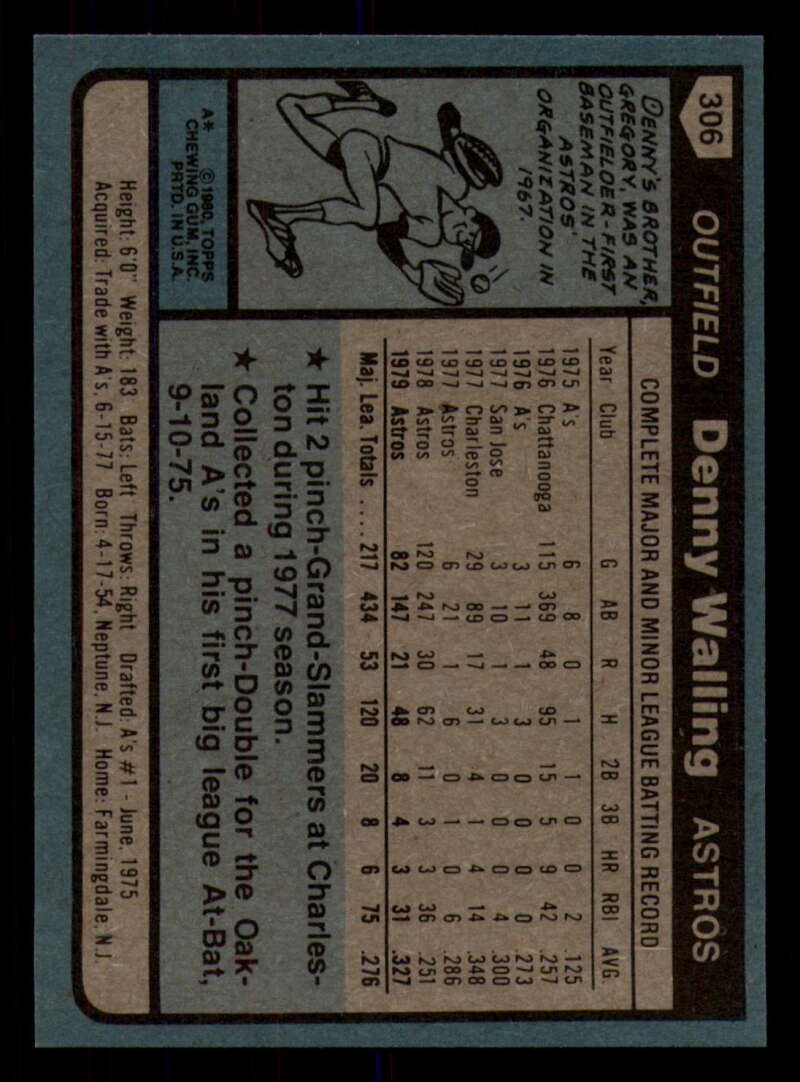 306 OUTFIELD Denny Walling ASTROS
DENNY'S BROTHER,
GREGORY, WAS AN
OUTFIELDER-FIRST
BASEMAN IN THE
ASTROS'
ORGANIZATION IN
1967.
A* © 1980, TOPPS
CHEWING GUM, INC.
PRTD. IN U.S.A.
COMPLETE MAJOR AND MINOR LEAGUE BATTING RECORD
Year Club G AB R H 2B 3B HR RBI AVG.
1975 A's 6 8 0 1 1 0 0 2 .125
1976 Chattanooga 115 369 48 95 15 5 9 42 .257
1976 A's 3 11 1 3 0 0 0 0 .273
1977 San Jose 3 10 1 3 0 0 0 4 .300
1977 Charleston 29 89 17 31 4 1 4 14 .348
1977 Astros 6 21 1 6 0 1 0 6 .286
1978 Astros 120 247 30 62 11 3 3 36 .251
1979 Astros 82 147 21 48 8 4 3 31 .327
Maj. Lea. Totals .... 217 434 53 120 20 8 6 75 .276
★ Hit 2 pinch-Grand-Slammers at Charles-
ton during 1977 season.
★ Collected a pinch-Double for the Oak-
land A's in his first big league At-Bat,
9-10-75.
Height: 6'0" Weight: 183 Bats: Left Throws: Right Drafted: A's #1 - June, 1975
Acquired: Trade with A's, 6-15-77 Born: 4-17-54, Neptune, N.J. Home: Farmingdale, N.J.